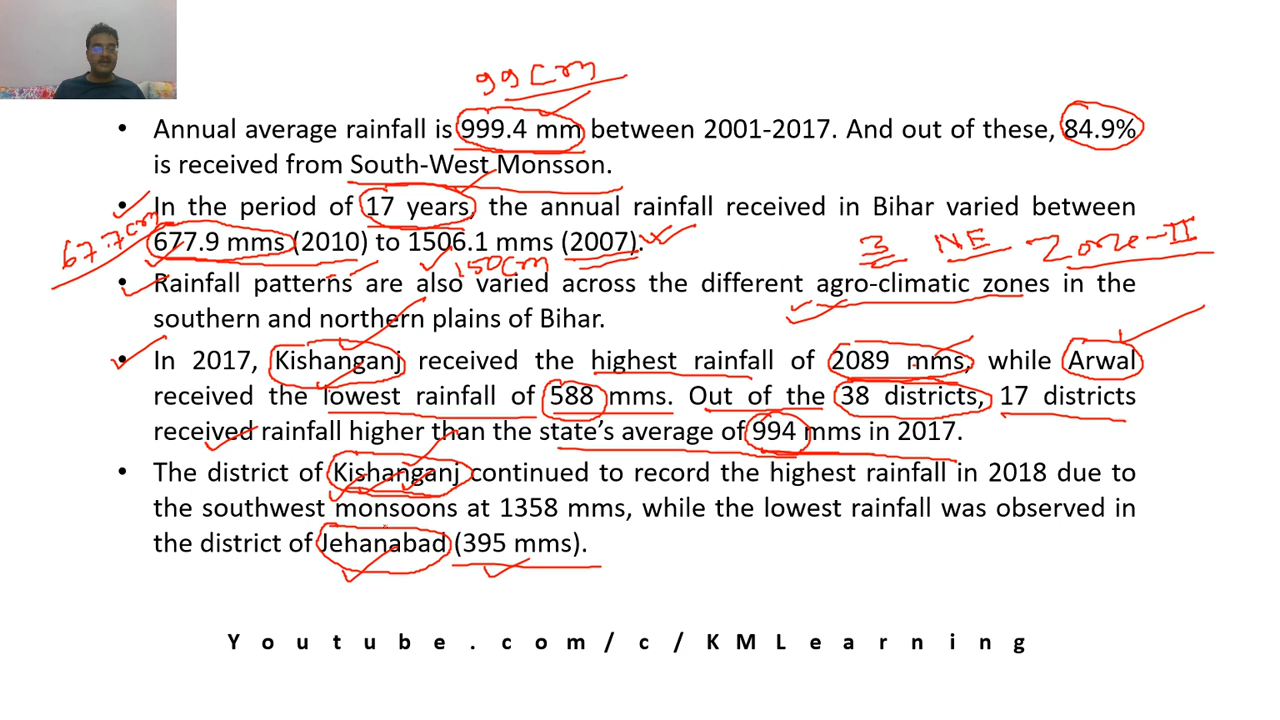 99 Cm
• Annual average rainfall is 999.4 mm between 2001-2017. And out of these, 84.9%
is received from South-West Monsson.
• In the period of 17 years, the annual rainfall received in Bihar varied between
67.7cm
677.9 mms (2010) to 1506.1 mms (2007).
3 NE Zone-II
150Cm
• Rainfall patterns are also varied across the different agro-climatic zones in the
southern and northern plains of Bihar.
• In 2017, Kishanganj received the highest rainfall of 2089 mms, while Arwal
received the lowest rainfall of 588 mms. Out of the 38 districts, 17 districts
received rainfall higher than the state's average of 994 mms in 2017.
• The district of Kishanganj continued to record the highest rainfall in 2018 due to
the southwest monsoons at 1358 mms, while the lowest rainfall was observed in
the district of Jehanabad (395 mms).
Youtube.com/c/KMLearning